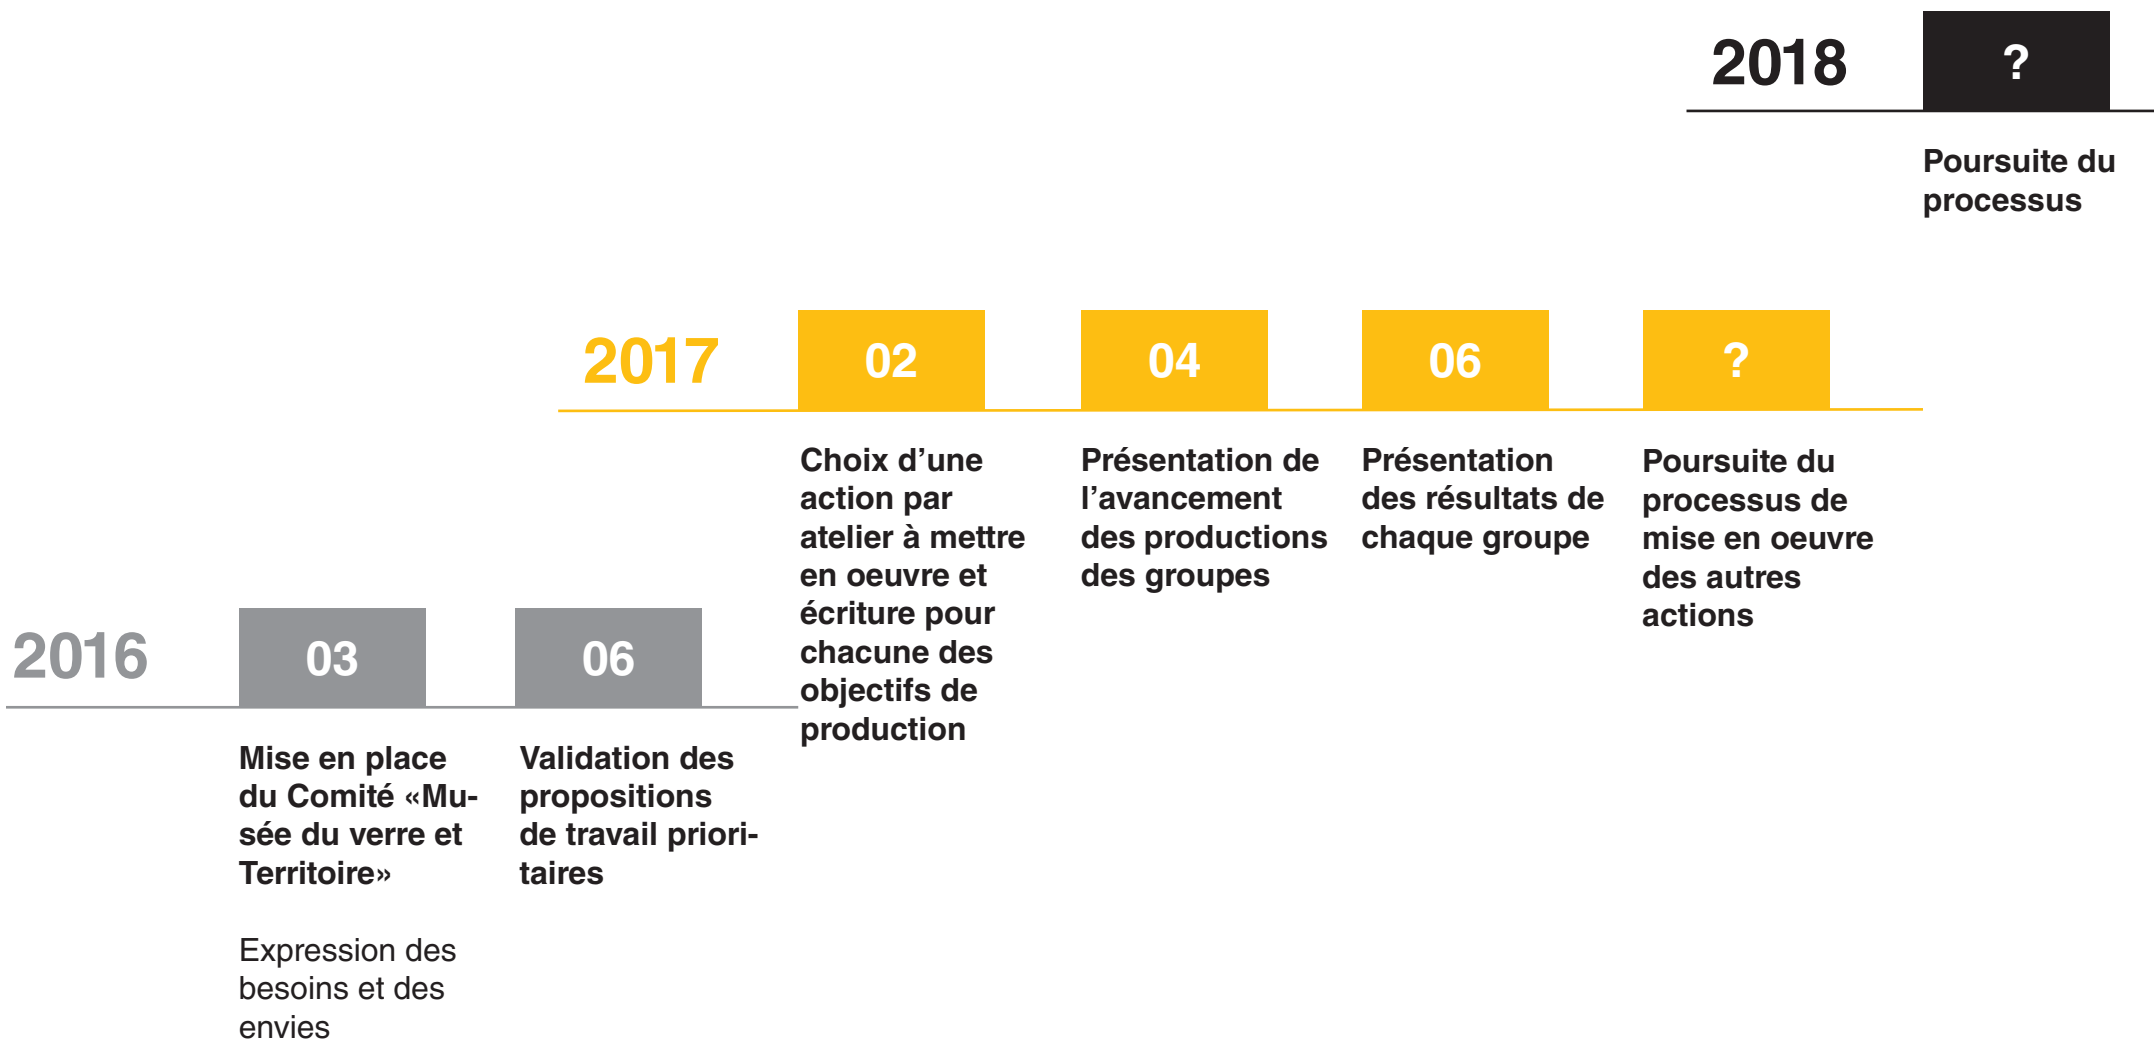 2018
?
Poursuite du
processus
2017
02
04
06
?
Choix d’une
action par
atelier à mettre
en oeuvre et
écriture pour
chacune des
objectifs de
production
Présentation de
l’avancement
des productions
des groupes
Présentation
des résultats de
chaque groupe
Poursuite du
processus de
mise en oeuvre
des autres
actions
2016
03
06
Mise en place
du Comité «Mu-
sée du verre et
Territoire»
Expression des
besoins et des
envies
Validation des
propositions
de travail priori-
taires